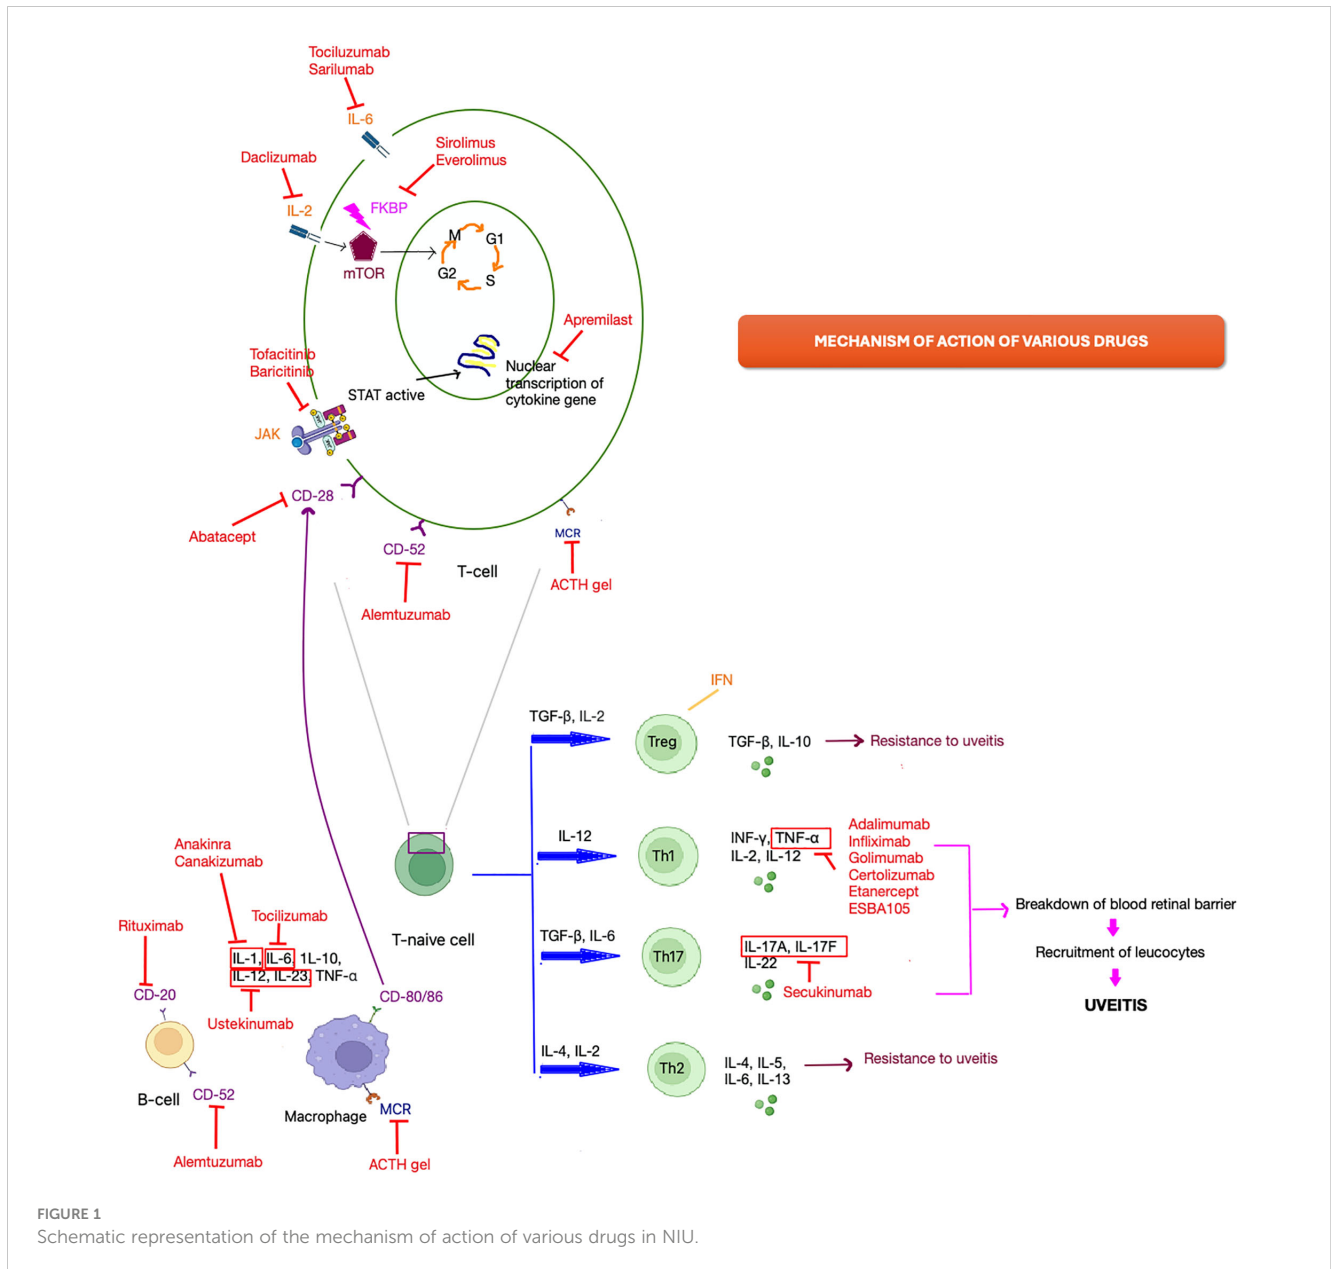 Tociluzumab
Sarilumab
IL-6
Sirolimus
Everolimus
Daclizumab
IL-2
FKBP
mTOR
M
G1
G2
S
Apremilast
MECHANISM OF ACTION OF VARIOUS DRUGS
Tofacitinib
Baricitinib
Nuclear
transcription of
cytokine gene
STAT active
JAK
CD-28
Abatacept
MCR
CD-52
T-cell
ACTH gel
Alemtuzumab
IFN
TGF-β, IL-2
Treg
TGF-β, IL-10
Resistance to uveitis
IL-12
Th1
INF-γ, TNF-α
IL-2, IL-12
Adalimumab
Infliximab
Golimumab
Certolizumab
Etanercept
ESBA105
Anakinra
Canakizumab
Tocilizumab
Rituximab
T-naive cell
TGF-β, IL-6
Th17
IL-17A, IL-17F
IL-22
Secukinumab
Breakdown of blood retinal barrier
Recruitment of leucocytes
UVEITIS
IL-1, IL-6, 1L-10,
IL-12, IL-23, TNF-α
CD-20
CD-80/86
Ustekinumab
IL-4, IL-2
Th2
IL-4, IL-5,
IL-6, IL-13
Resistance to uveitis
B-cell
CD-52
Macrophage
MCR
Alemtuzumab
ACTH gel
FIGURE 1
Schematic representation of the mechanism of action of various drugs in NIU.